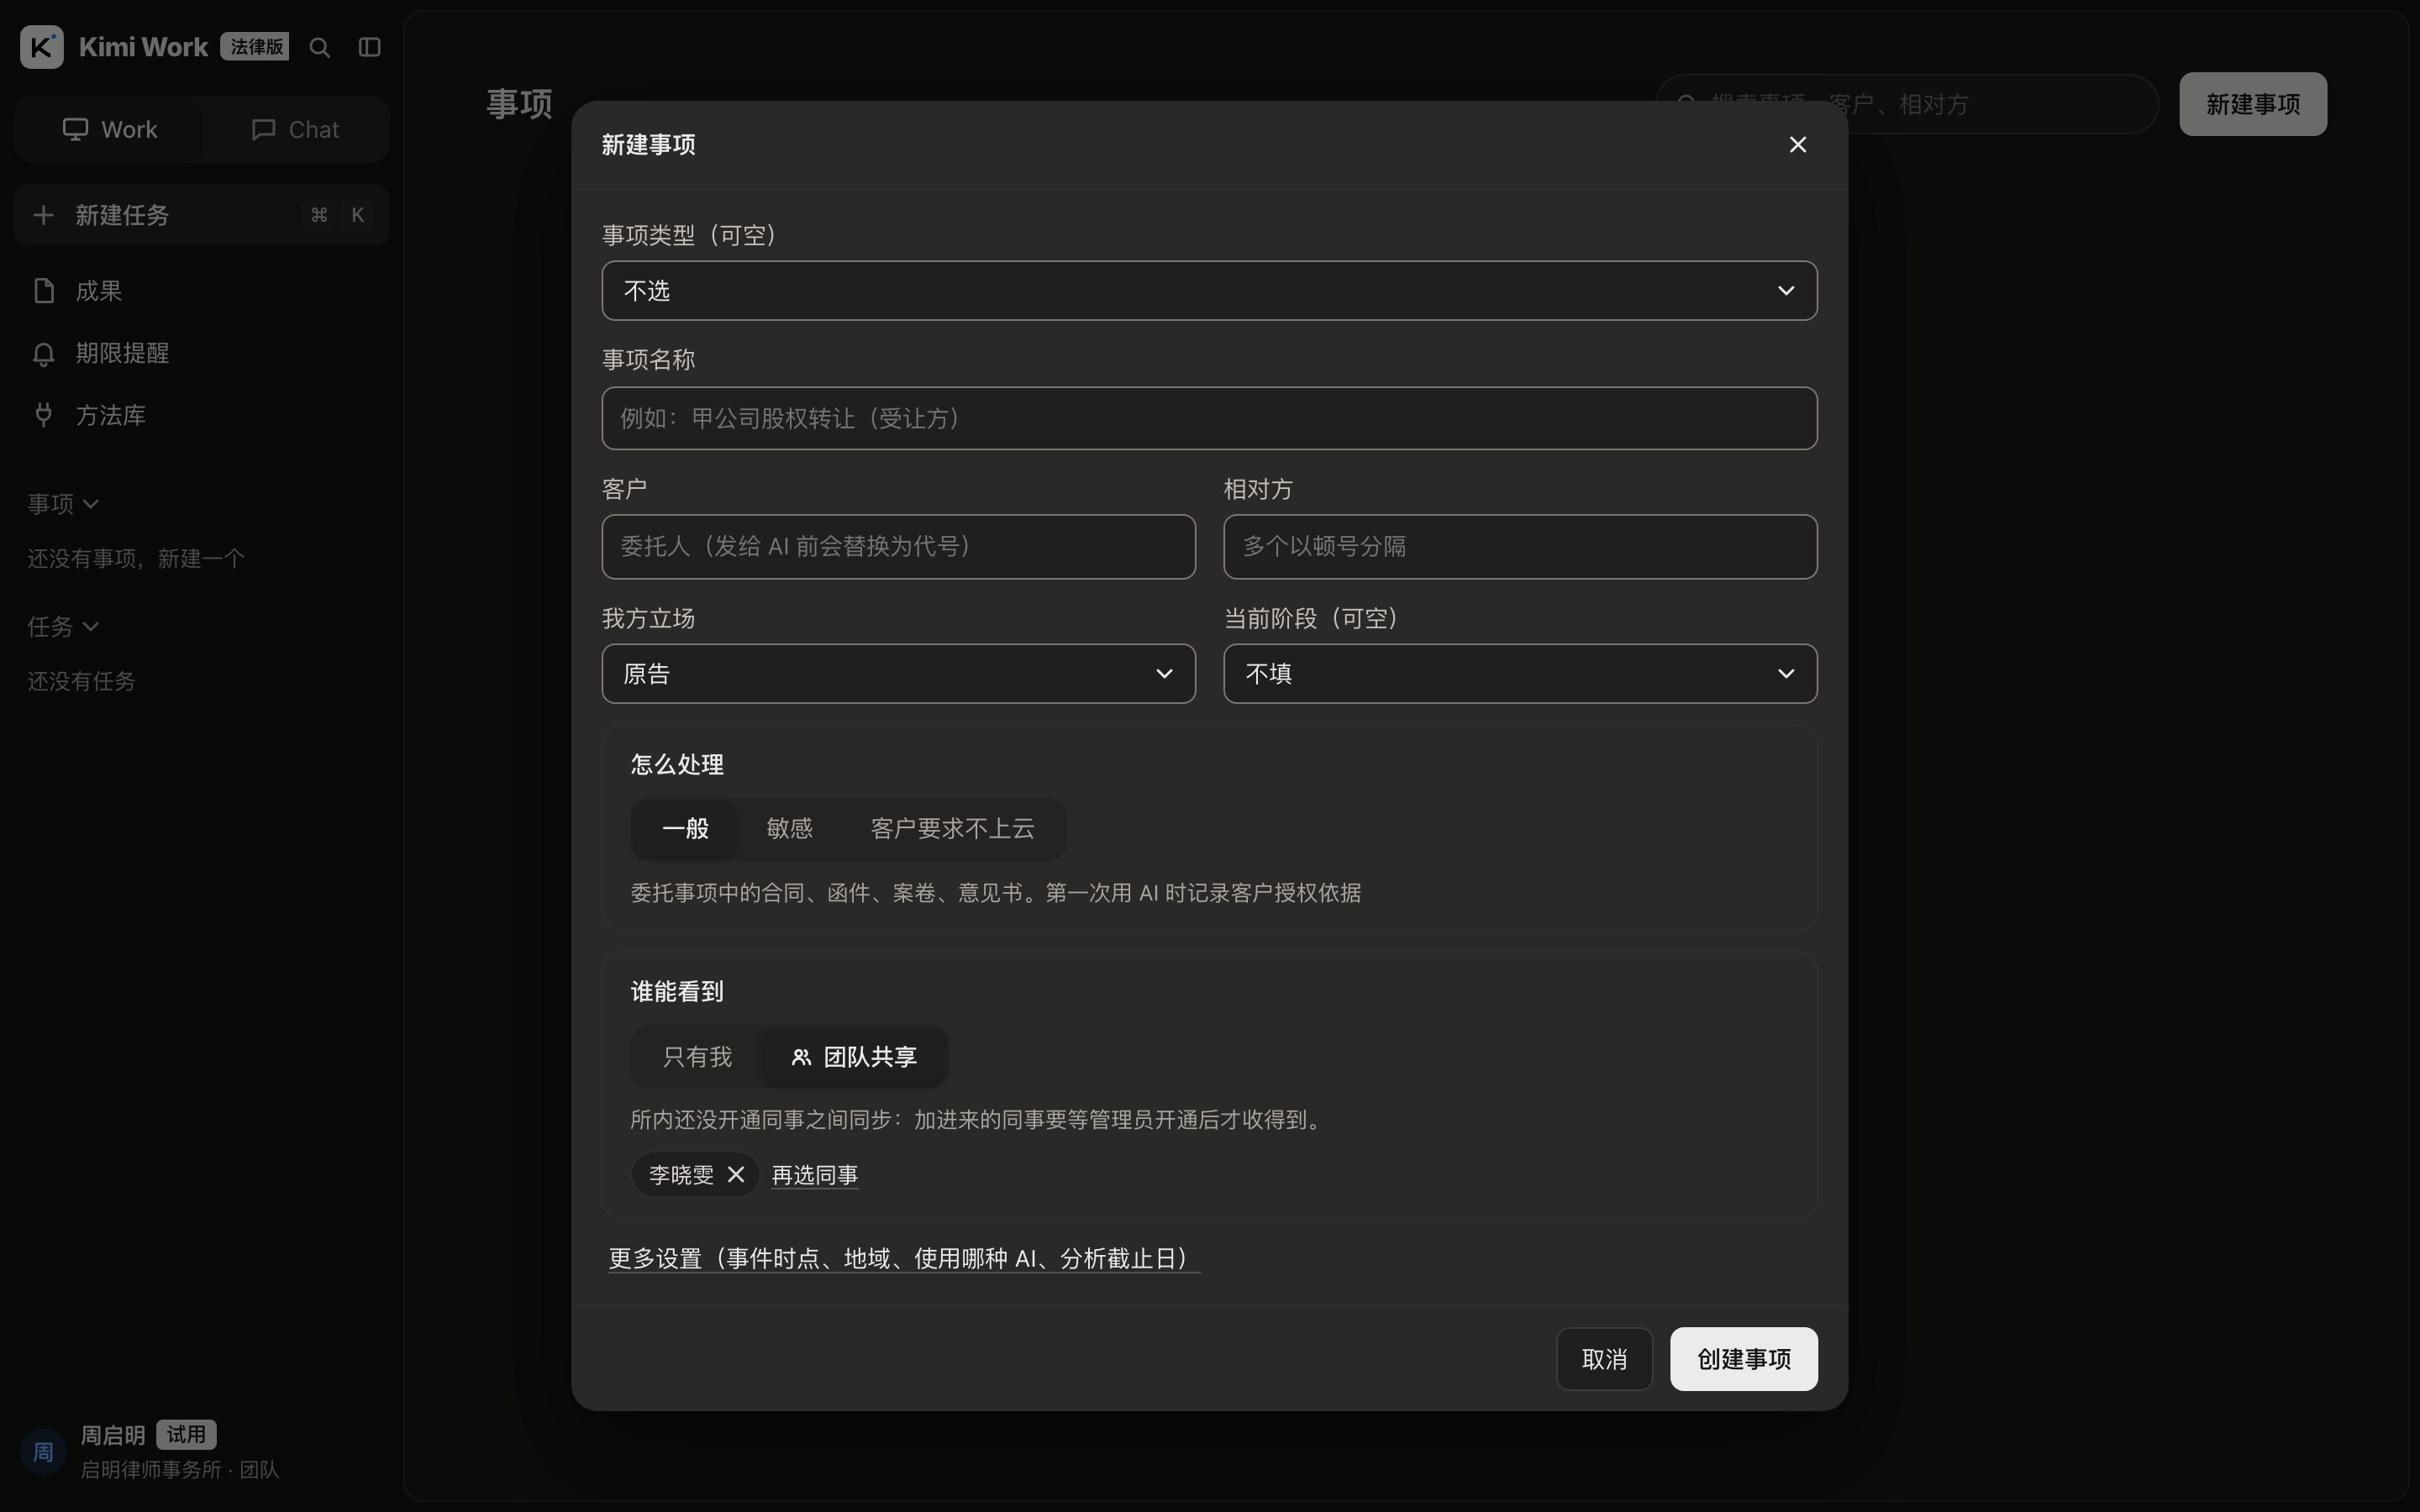 Kimi Work 法律版
Work
Chat
新建任务 ⌘ K
成果
期限提醒
方法库
事项
还没有事项，新建一个
任务
还没有任务
周 周启明 试用
启明律师事务所 · 团队
事项
搜索事项、客户、相对方
新建事项
新建事项
事项类型（可空）
不选
事项名称
例如：甲公司股权转让（受让方）
客户
相对方
委托人（发给 AI 前会替换为代号）
多个以顿号分隔
我方立场
当前阶段（可空）
原告
不填
怎么处理
一般 敏感 客户要求不上云
委托事项中的合同、函件、案卷、意见书。第一次用 AI 时记录客户授权依据
谁能看到
只有我 团队共享
所内还没开通同事之间同步：加进来的同事要等管理员开通后才收得到。
李晓雯 再选同事
更多设置（事件时点、地域、使用哪种 AI、分析截止日）
取消 创建事项